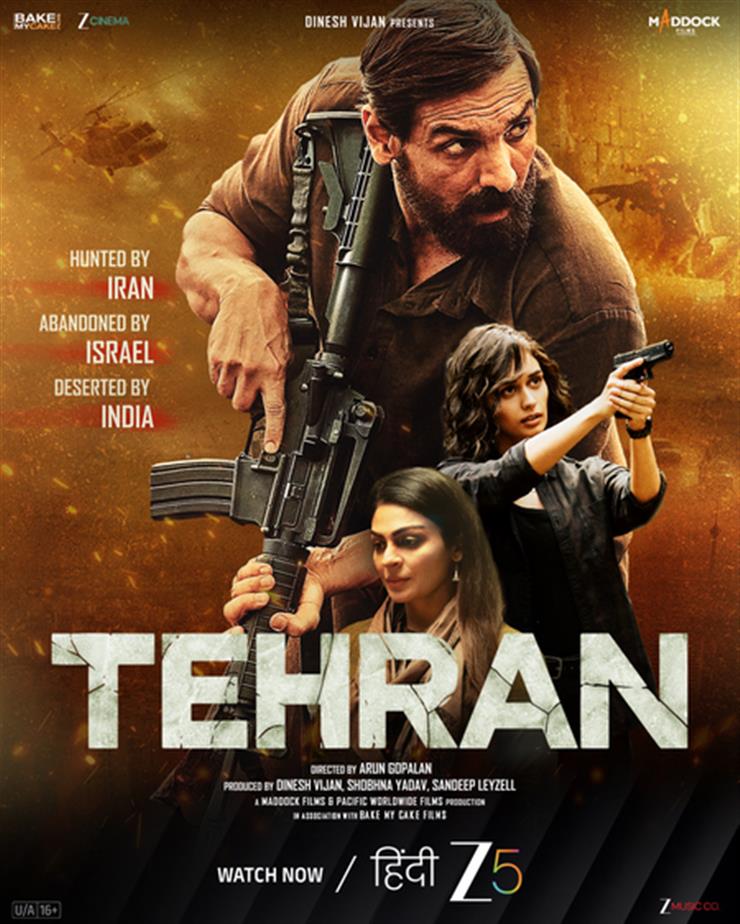 BAKE MY CAKE FILMS
Z CINEMA
DINESH VIJAN PRESENTS
MADDOCK
FILMS
HUNTED BY
IRAN
ABANDONED BY
ISRAEL
DESERTED BY
INDIA
TEHRAN
DIRECTED BY ARUN GOPALAN
PRODUCED BY DINESH VIJAN, SHOBHNA YADAV, SANDEEP LEYZELL
A MADDOCK FILMS & PACIFIC WORLDWIDE FILMS PRODUCTION
IN ASSOCIATION WITH BAKE MY CAKE FILMS
WATCH NOW / हिंदी Z5
U/A 16+
Z MUSIC CO.